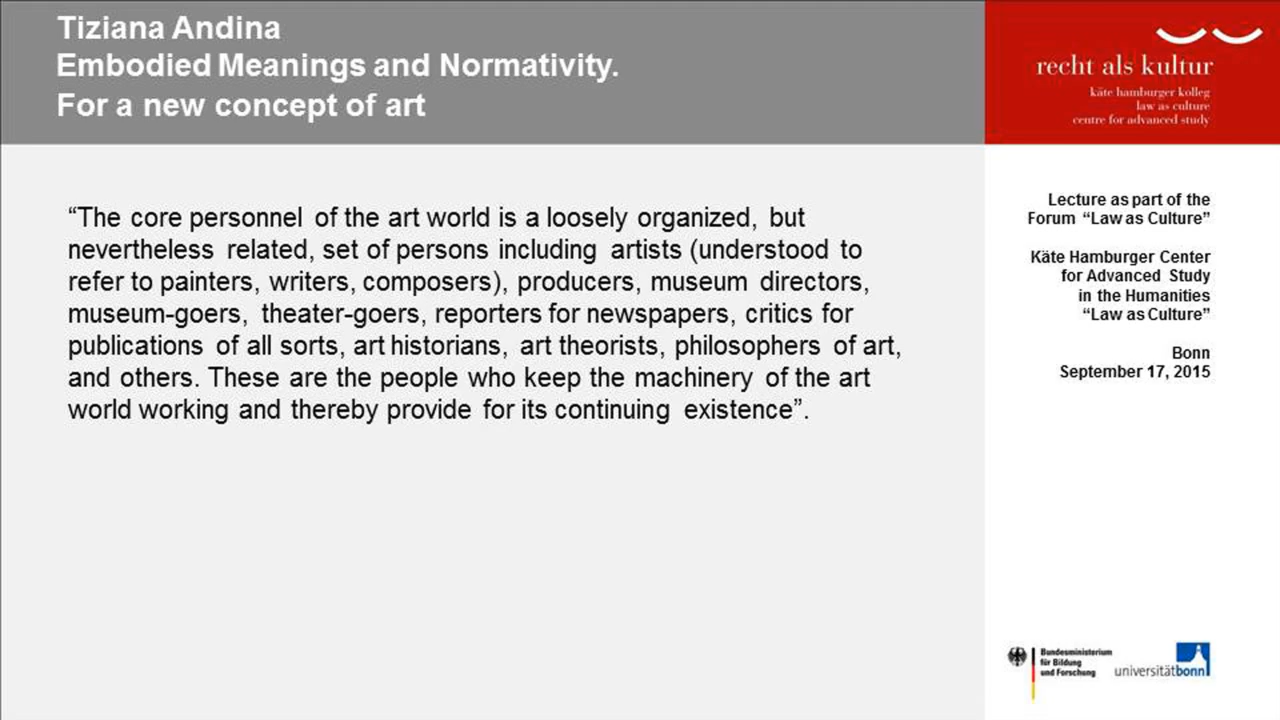 Tiziana Andina
Embodied Meanings and Normativity.
For a new concept of art
recht als kultur
käte hamburger kolleg
law as culture
centre for advanced study
“The core personnel of the art world is a loosely organized, but
nevertheless related, set of persons including artists (understood to
refer to painters, writers, composers), producers, museum directors,
museum-goers, theater-goers, reporters for newspapers, critics for
publications of all sorts, art historians, art theorists, philosophers of art,
and others. These are the people who keep the machinery of the art
world working and thereby provide for its continuing existence”.
Lecture as part of the
Forum “Law as Culture”
Käte Hamburger Center
for Advanced Study
in the Humanities
“Law as Culture”
Bonn
September 17, 2015
Bundesministerium
für Bildung
und Forschung
universitätbonn